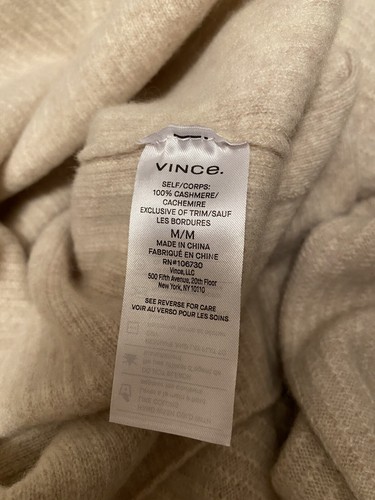 VINCE.
SELF/CORPS:
100% CASHMERE/
CACHEMIRE
EXCLUSIVE OF TRIM/SAUF
LES BORDURES
M/M
MADE IN CHINA
FABRIQUÉ EN CHINE
RN#106730
Vince, LLC
500 Fifth Avenue, 20th Floor
New York, NY 10110
SEE REVERSE FOR CARE
VOIR AU VERSO POUR LES SOINS